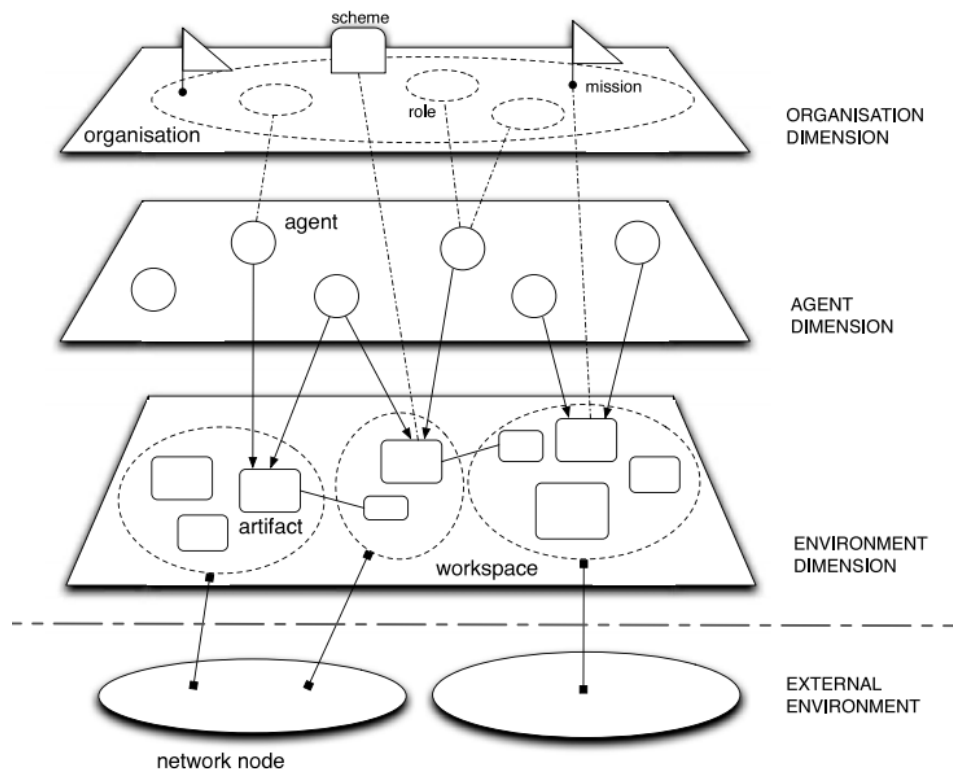 scheme
mission
role
organisation
ORGANISATION
DIMENSION
agent
AGENT
DIMENSION
artifact
workspace
ENVIRONMENT
DIMENSION
EXTERNAL
ENVIRONMENT
network node